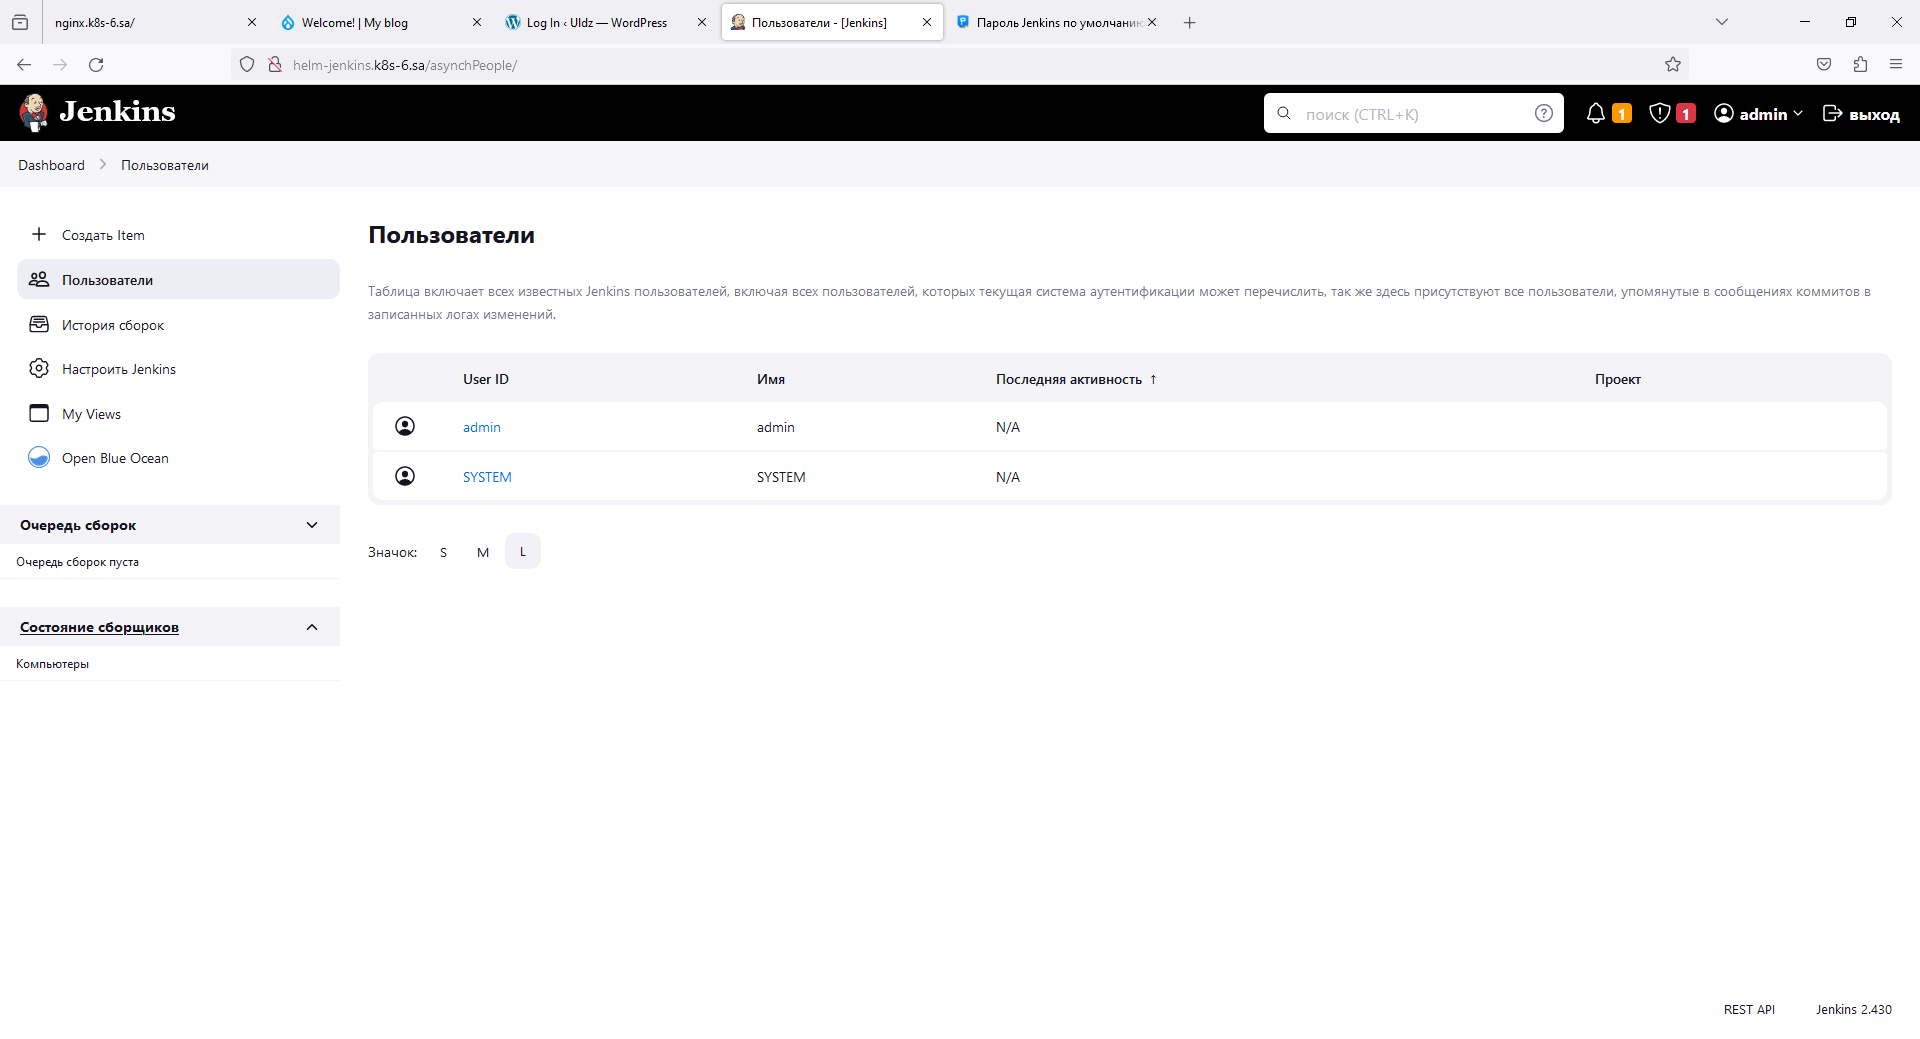 nginx.k8s-6.sa/
Welcome! | My blog
Log In ‹ Uldz — WordPress
Пользователи - [Jenkins]
Пароль Jenkins по умолчанию
helm-jenkins.k8s-6.sa/asynchPeople/
Jenkins
поиск (CTRL+K)
1
1
admin
выход
Dashboard
Пользователи
Создать Item
Пользователи
История сборок
Настроить Jenkins
My Views
Open Blue Ocean
Очередь сборок
Очередь сборок пуста
Состояние сборщиков
Компьютеры
Пользователи
Таблица включает всех известных Jenkins пользователей, включая всех пользователей, которых текущая система аутентификации может перечислить, так же здесь присутствуют все пользователи, упомянутые в сообщениях коммитов в
записанных логах изменений.
User ID Имя Последняя активность ↑ Проект
admin admin N/A
SYSTEM SYSTEM N/A
Значок: S M L
REST API Jenkins 2.430